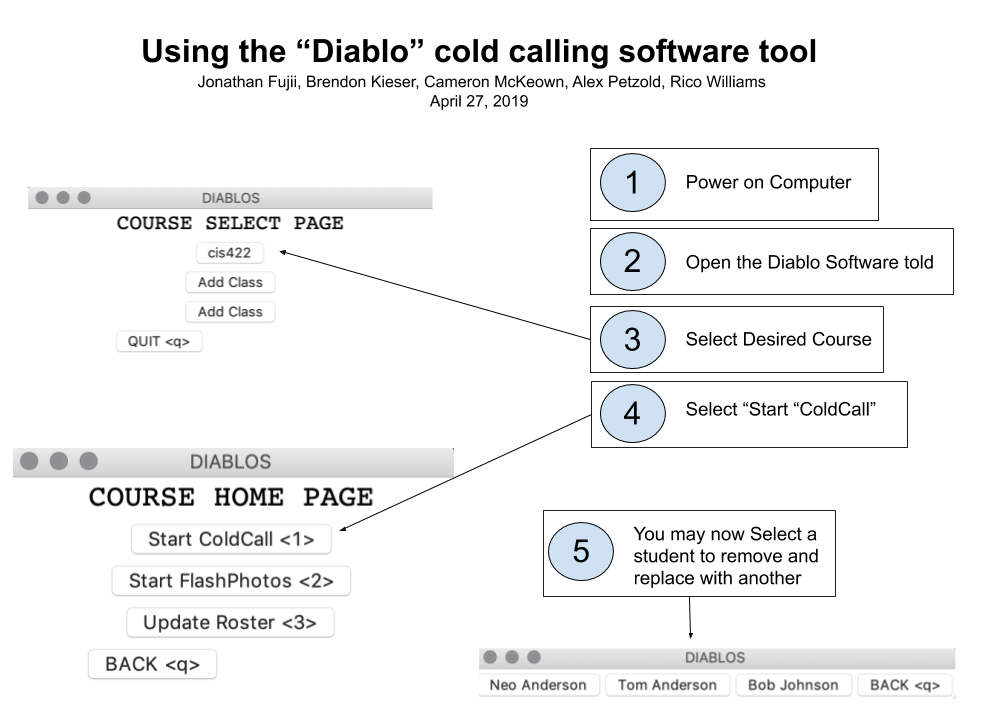 Using the “Diablo” cold calling software tool
Jonathan Fujii, Brendon Kieser, Cameron McKeown, Alex Petzold, Rico Williams
April 27, 2019
1 Power on Computer
2 Open the Diablo Software told
3 Select Desired Course
4 Select “Start “ColdCall”
DIABLOS
COURSE SELECT PAGE
cis422
Add Class
Add Class
QUIT <q>
DIABLOS
COURSE HOME PAGE
Start ColdCall <1>
Start FlashPhotos <2>
Update Roster <3>
BACK <q>
5
You may now Select a
student to remove and
replace with another
DIABLOS
Neo Anderson Tom Anderson Bob Johnson BACK <q>